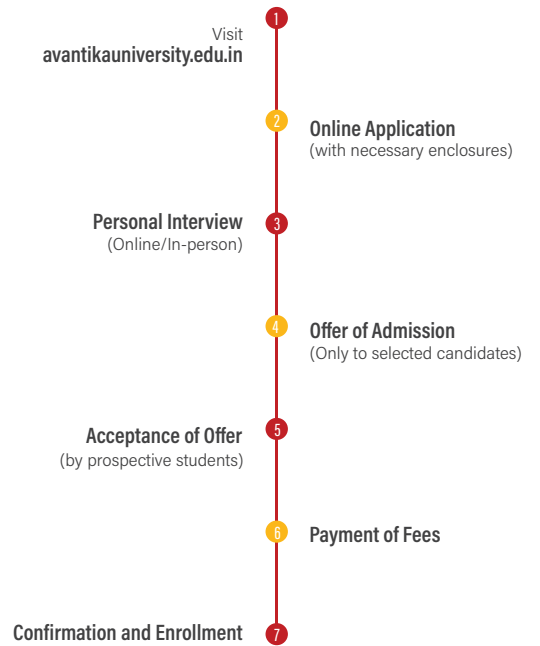 1
Visit
avantikauniversity.edu.in
2
Online Application
(with necessary enclosures)
Personal Interview
3
(Online/In-person)
4
Offer of Admission
(Only to selected candidates)
5
Acceptance of Offer
(by prospective students)
6
Payment of Fees
Confirmation and Enrollment
7